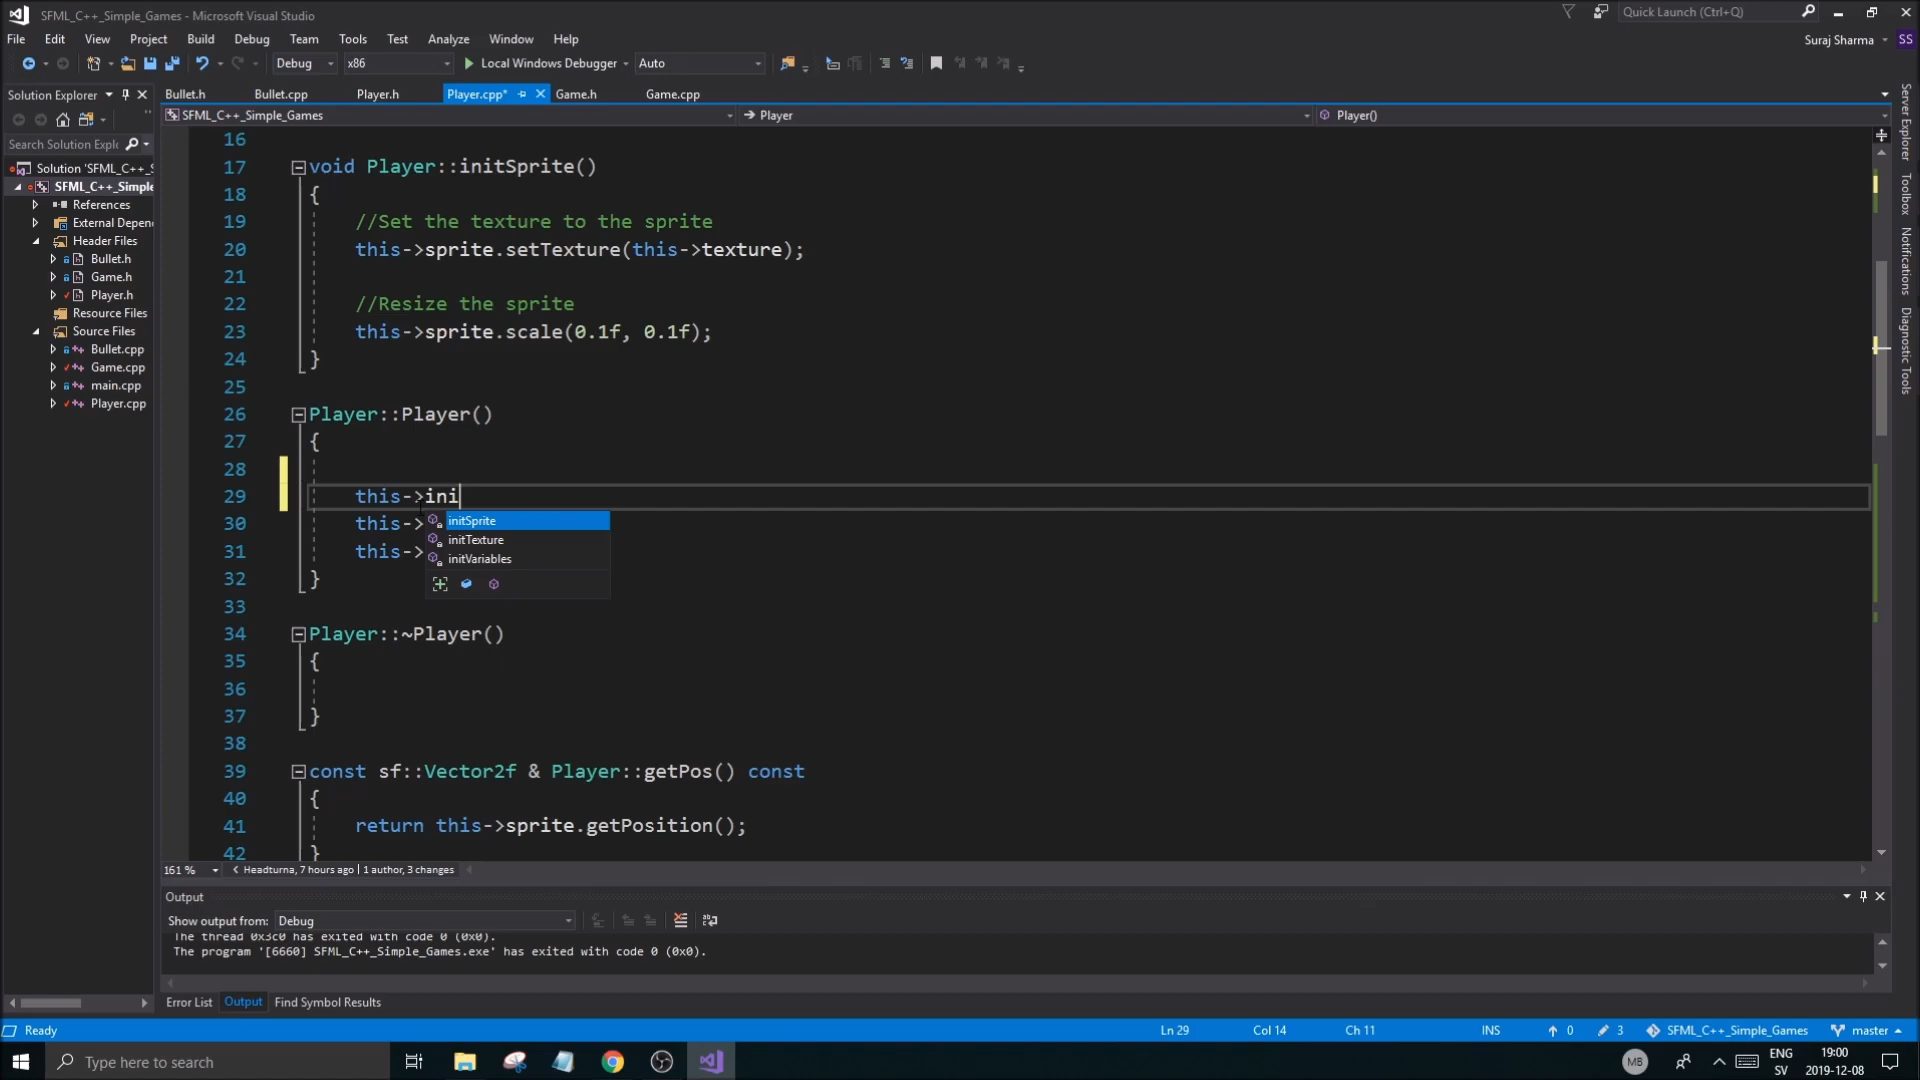 SFML_C++_Simple_Games - Microsoft Visual Studio
Quick Launch (Ctrl+Q)
File Edit View Project Build Debug Team Tools Test Analyze Window Help
Suraj Sharma SS
Debug x86 Local Windows Debugger Auto
Solution Explorer
Bullet.h Bullet.cpp Player.h Player.cpp* Game.h Game.cpp
SFML_C++_Simple_Games Player Player()
Search Solution Expl
Solution 'SFML_C++_S
SFML_C++_Simple
References
External Depen
Header Files
Bullet.h
Game.h
Player.h
Resource Files
Source Files
Bullet.cpp
Game.cpp
main.cpp
Player.cpp
16
17 void Player::initSprite()
18 {
19 //Set the texture to the sprite
20 this->sprite.setTexture(this->texture);
21
22 //Resize the sprite
23 this->sprite.scale(0.1f, 0.1f);
24 }
25
26 Player::Player()
27 {
28
29 this->ini
30 this->
31 this->
32 }
initSprite
initTexture
initVariables
33
34 Player::~Player()
35 {
36
37 }
38
39 const sf::Vector2f & Player::getPos() const
40 {
41 return this->sprite.getPosition();
42 }
Server Explorer
Toolbox
Notifications
Diagnostic Tools
161 % Headturna, 7 hours ago | 1 author, 3 changes
Output
Show output from: Debug
The thread 0x3c0 has exited with code 0 (0x0).
The program '[6660] SFML_C++_Simple_Games.exe' has exited with code 0 (0x0).
Error List Output Find Symbol Results
Ready Ln 29 Col 14 Ch 11 INS 0 3 SFML_C++_Simple_Games master
Type here to search
MB
ENG
SV
19:00
2019-12-08